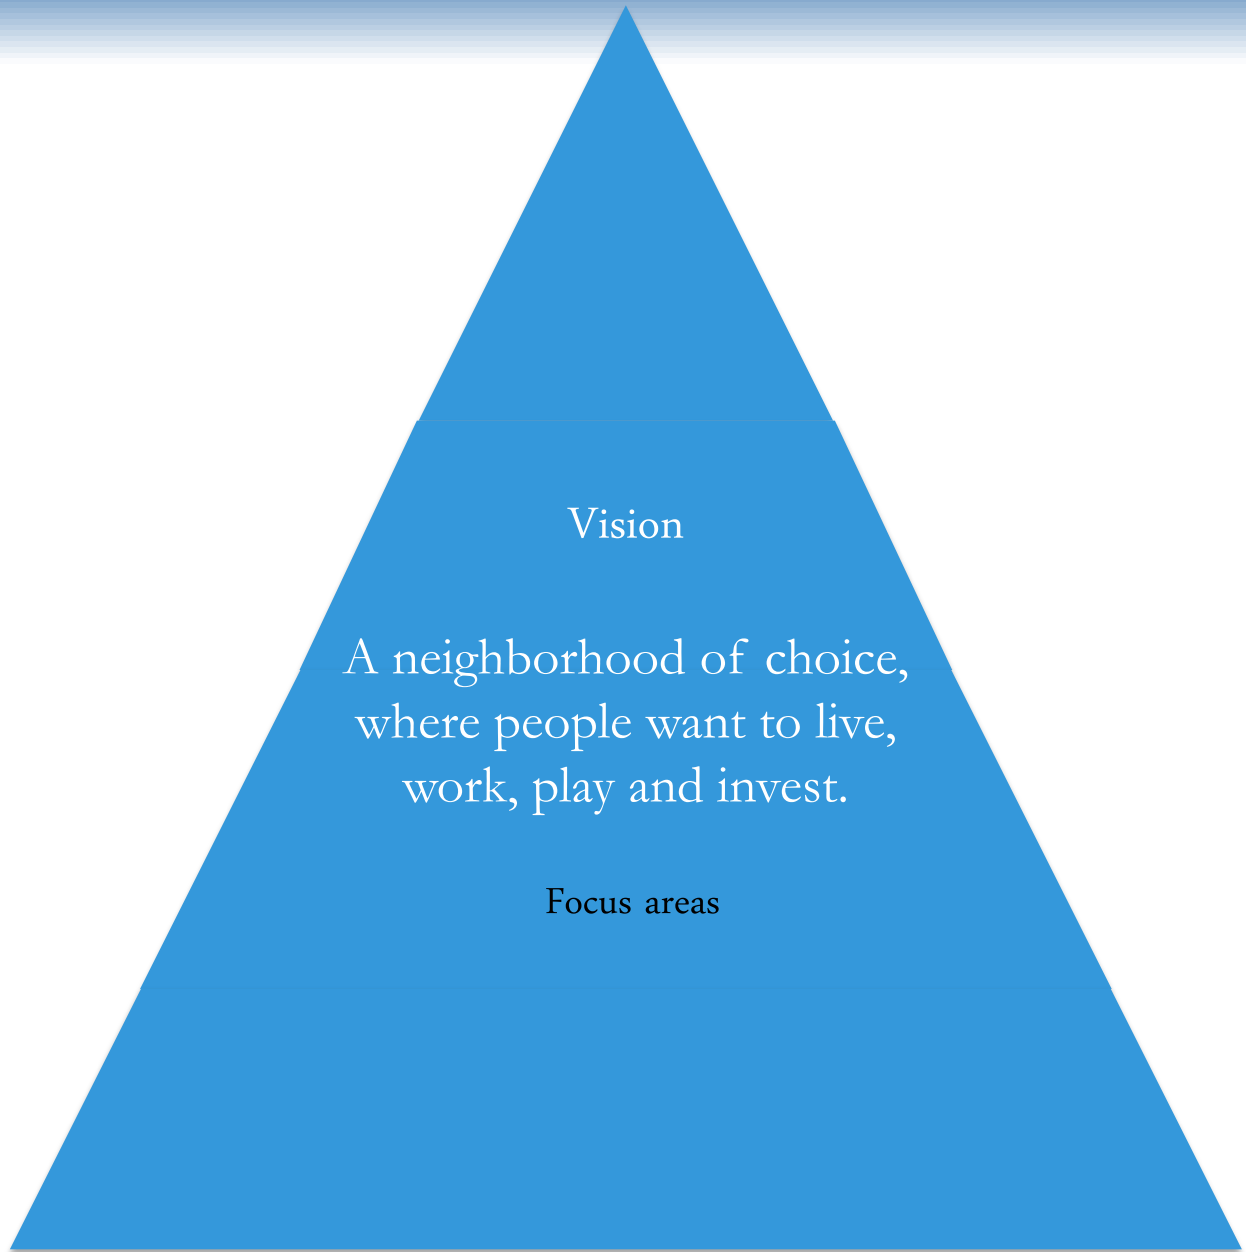 Vision
A neighborhood of choice,
where people want to live,
work, play and invest.
Focus areas